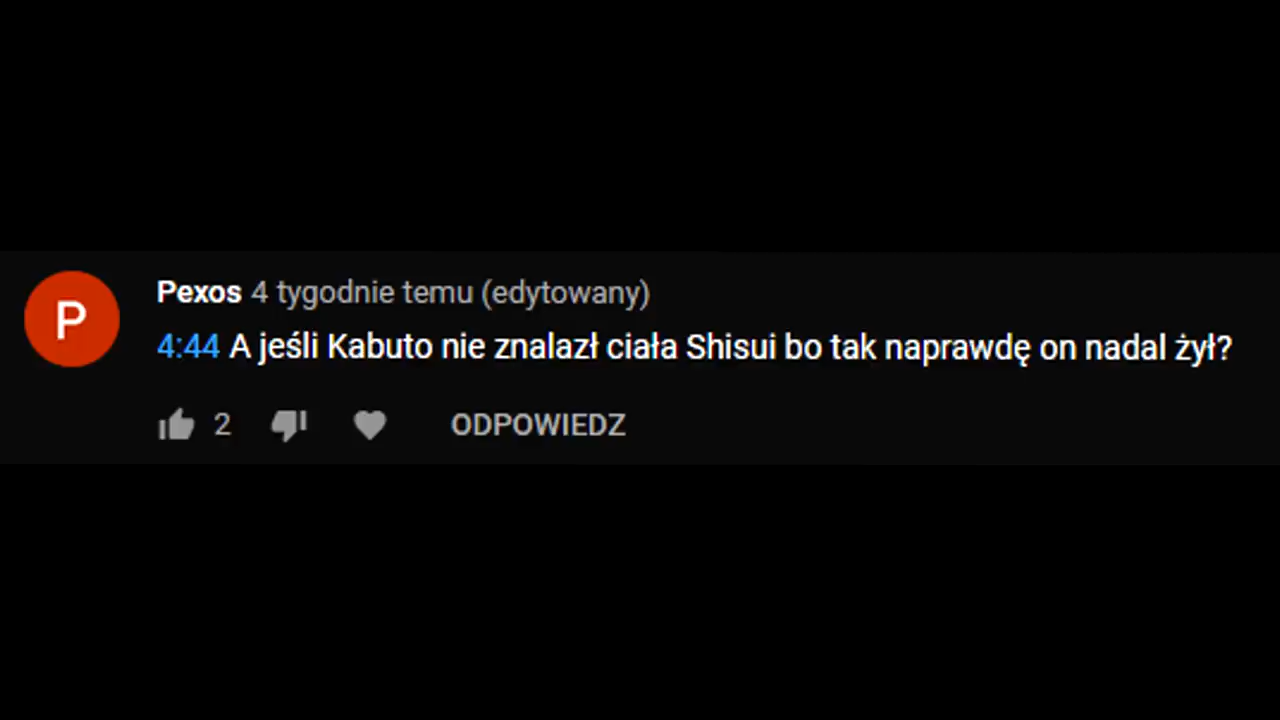 P
Pexos 4 tygodnie temu (edytowany)
4:44 A jeśli Kabuto nie znalazł ciała Shisui bo tak naprawdę on nadal żył?
2 ODPOWIEDZ